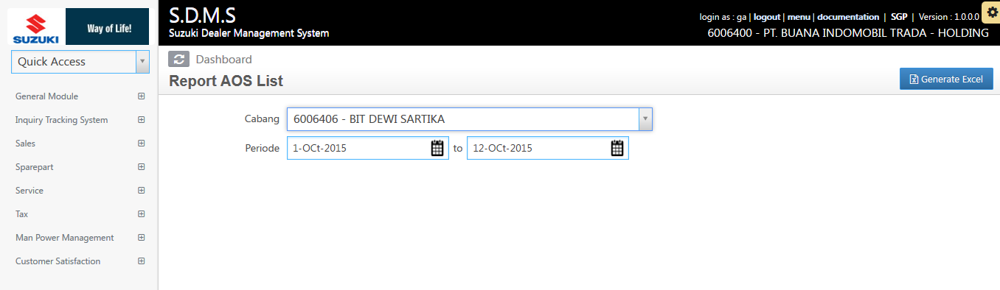 SUZUKI
Way of Life!
Quick Access
General Module
Inquiry Tracking System
Sales
Sparepart
Service
Tax
Man Power Management
Customer Satisfaction
S.D.M.S
Suzuki Dealer Management System
login as : ga | logout | menu | documentation | SGP | Version : 1.0.0.0
6006400 - PT. BUANA INDOMOBIL TRADA - HOLDING
Dashboard
Report AOS List
Generate Excel
Cabang 6006406 - BIT DEWI SARTIKA
Periode 1-OCt-2015 to 12-OCt-2015